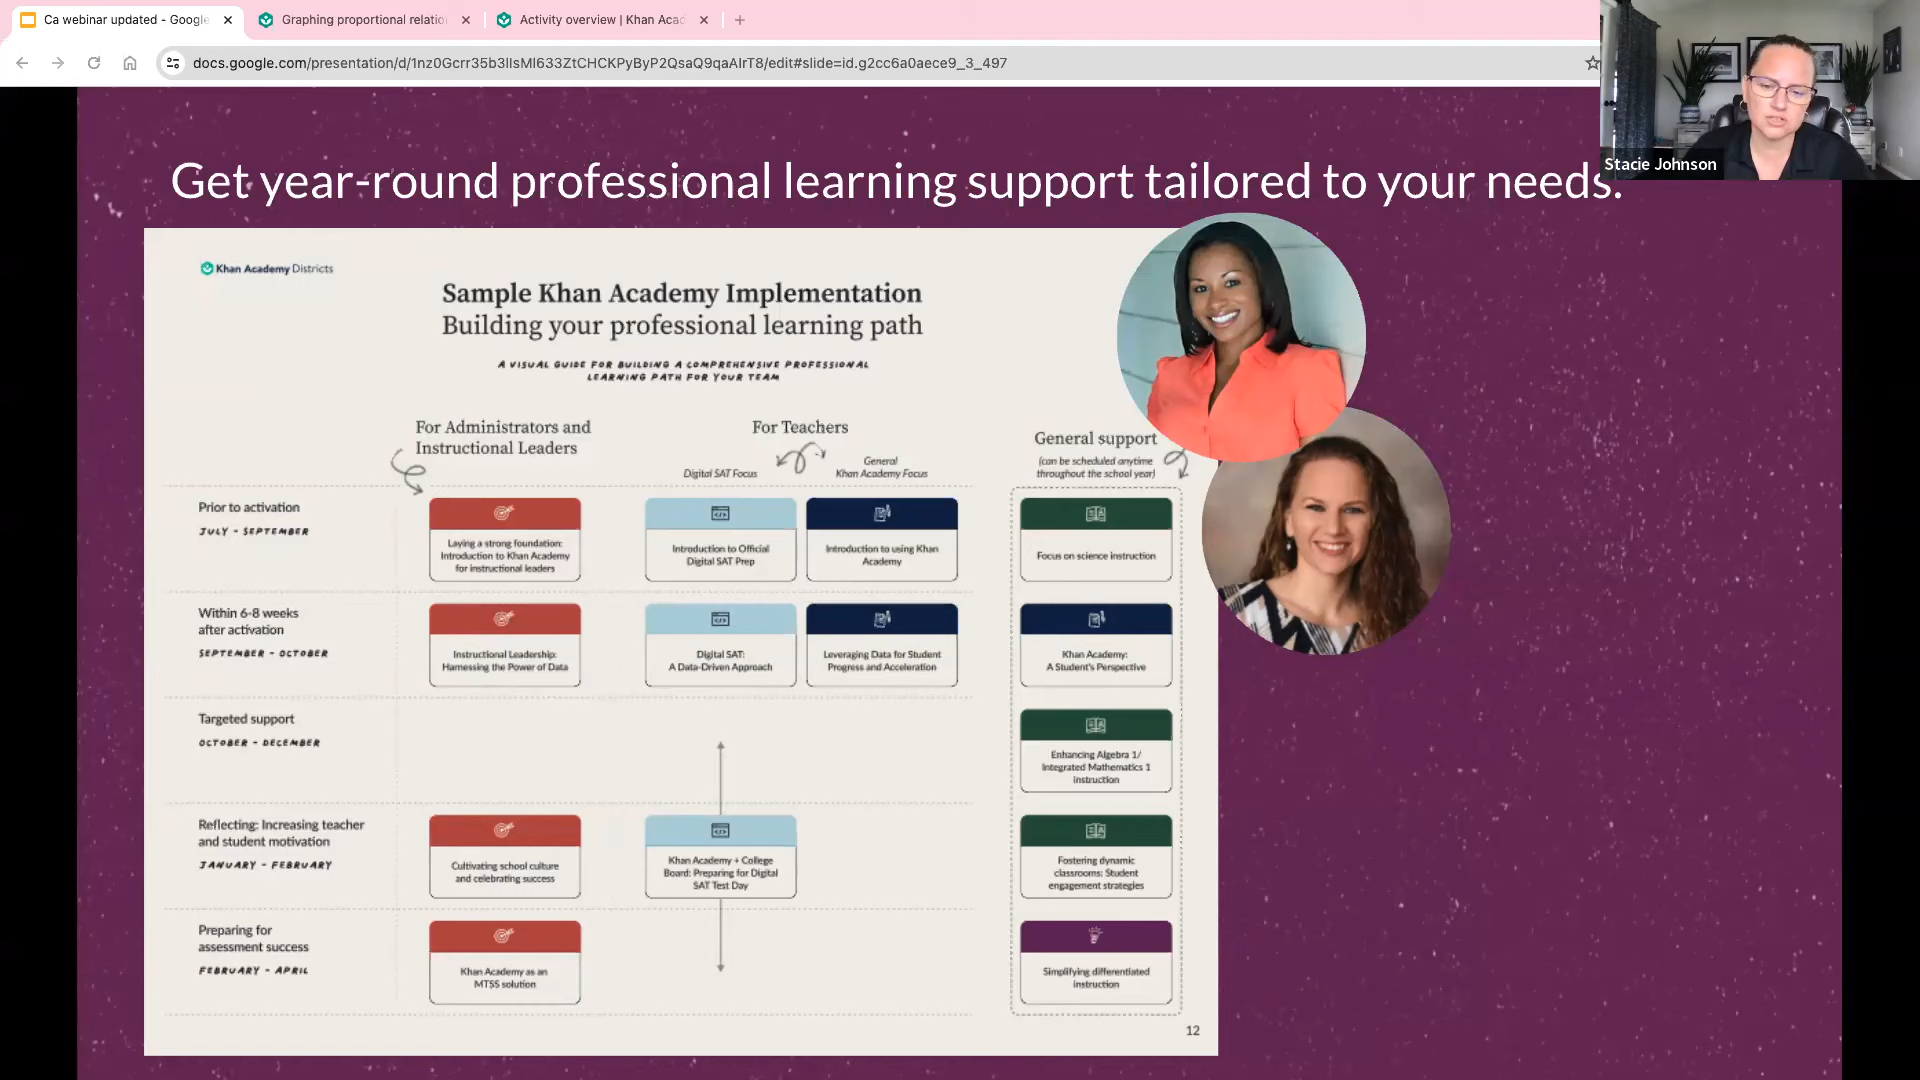 Ca webinar updated - Google
Graphing proportional relatio
Activity overview | Khan Acad
docs.google.com/presentation/d/1nz0Gcrr35b3IlsMI633ZtCHCKPyByP2QsaQ9qaAIrT8/edit#slide=id.g2cc6a0aece9_3_497
Stacie Johnson
Get year-round professional learning support tailored to your needs.
Khan Academy Districts
Sample Khan Academy Implementation
Building your professional learning path
A VISUAL GUIDE FOR BUILDING A COMPREHENSIVE PROFESSIONAL
LEARNING PATH FOR YOUR TEAM
For Administrators and
Instructional Leaders
For Teachers
Digital SAT Focus
General
Khan Academy Focus
General support
(can be scheduled anytime
throughout the school year)
Prior to activation
JULY - SEPTEMBER
Laying a strong foundation:
Introduction to Khan Academy
for instructional leaders
Introduction to Official
Digital SAT Prep
Introduction to using Khan
Academy
Focus on science instruction
Within 6-8 weeks
after activation
SEPTEMBER - OCTOBER
Instructional Leadership:
Harnessing the Power of Data
Digital SAT:
A Data-Driven Approach
Leveraging Data for Student
Progress and Acceleration
Khan Academy:
A Student's Perspective
Targeted support
OCTOBER - DECEMBER
Enhancing Algebra 1/
Integrated Mathematics 1
instruction
Reflecting: Increasing teacher
and student motivation
JANUARY - FEBRUARY
Cultivating school culture
and celebrating success
Khan Academy + College
Board: Preparing for Digital
SAT Test Day
Fostering dynamic
classrooms: Student
engagement strategies
Preparing for
assessment success
FEBRUARY - APRIL
Khan Academy as an
MTSS solution
Simplifying differentiated
instruction
12